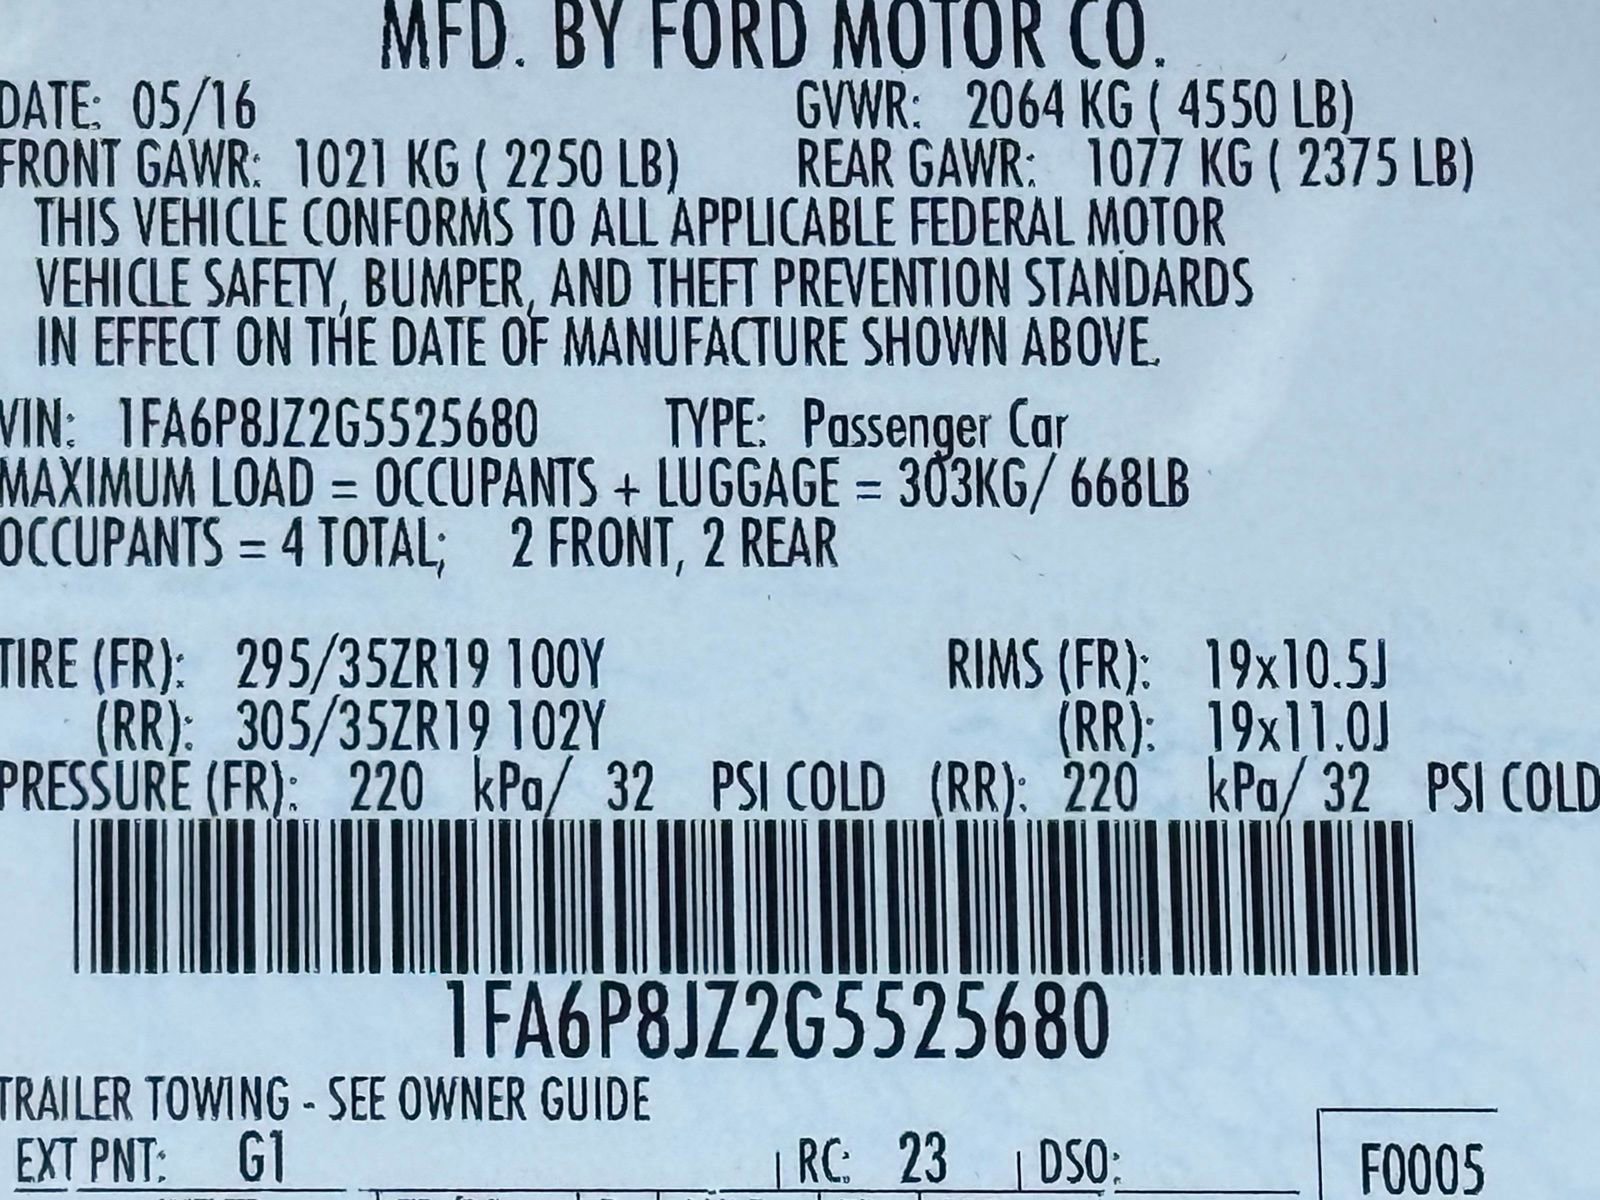 MFD. BY FORD MOTOR CO.
DATE: 05/16 GVWR: 2064 KG ( 4550 LB)
FRONT GAWR: 1021 KG ( 2250 LB) REAR GAWR: 1077 KG ( 2375 LB)
THIS VEHICLE CONFORMS TO ALL APPLICABLE FEDERAL MOTOR
VEHICLE SAFETY, BUMPER, AND THEFT PREVENTION STANDARDS
IN EFFECT ON THE DATE OF MANUFACTURE SHOWN ABOVE.
VIN: 1FA6P8JZ2G5525680 TYPE: Passenger Car
MAXIMUM LOAD = OCCUPANTS + LUGGAGE = 303KG/ 668LB
OCCUPANTS = 4 TOTAL; 2 FRONT, 2 REAR
TIRE (FR): 295/35ZR19 100Y RIMS (FR): 19x10.5J
(RR): 305/35ZR19 102Y (RR): 19x11.0J
PRESSURE (FR): 220 kPa/ 32 PSI COLD (RR): 220 kPa/ 32 PSI COLD
1FA6P8JZ2G5525680
TRAILER TOWING - SEE OWNER GUIDE
EXT PNT: G1 RC: 23 DSO: F0005